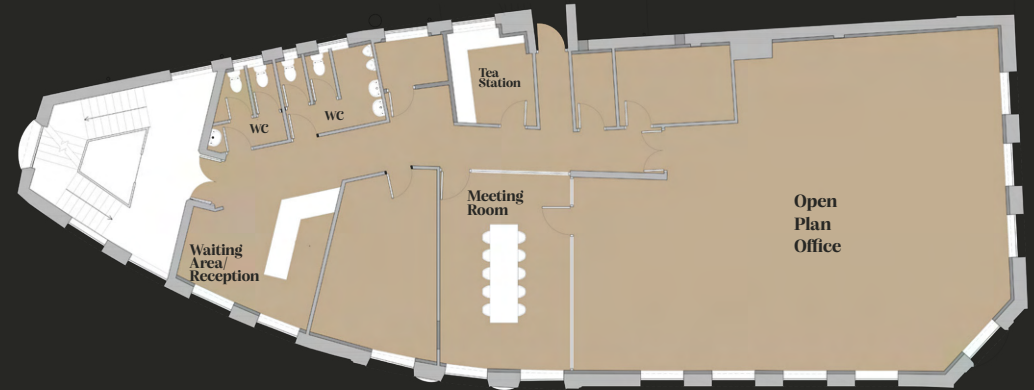 Tea
Station
WC
WC
Meeting
Room
Open
Plan
Office
Waiting
Area/
Reception